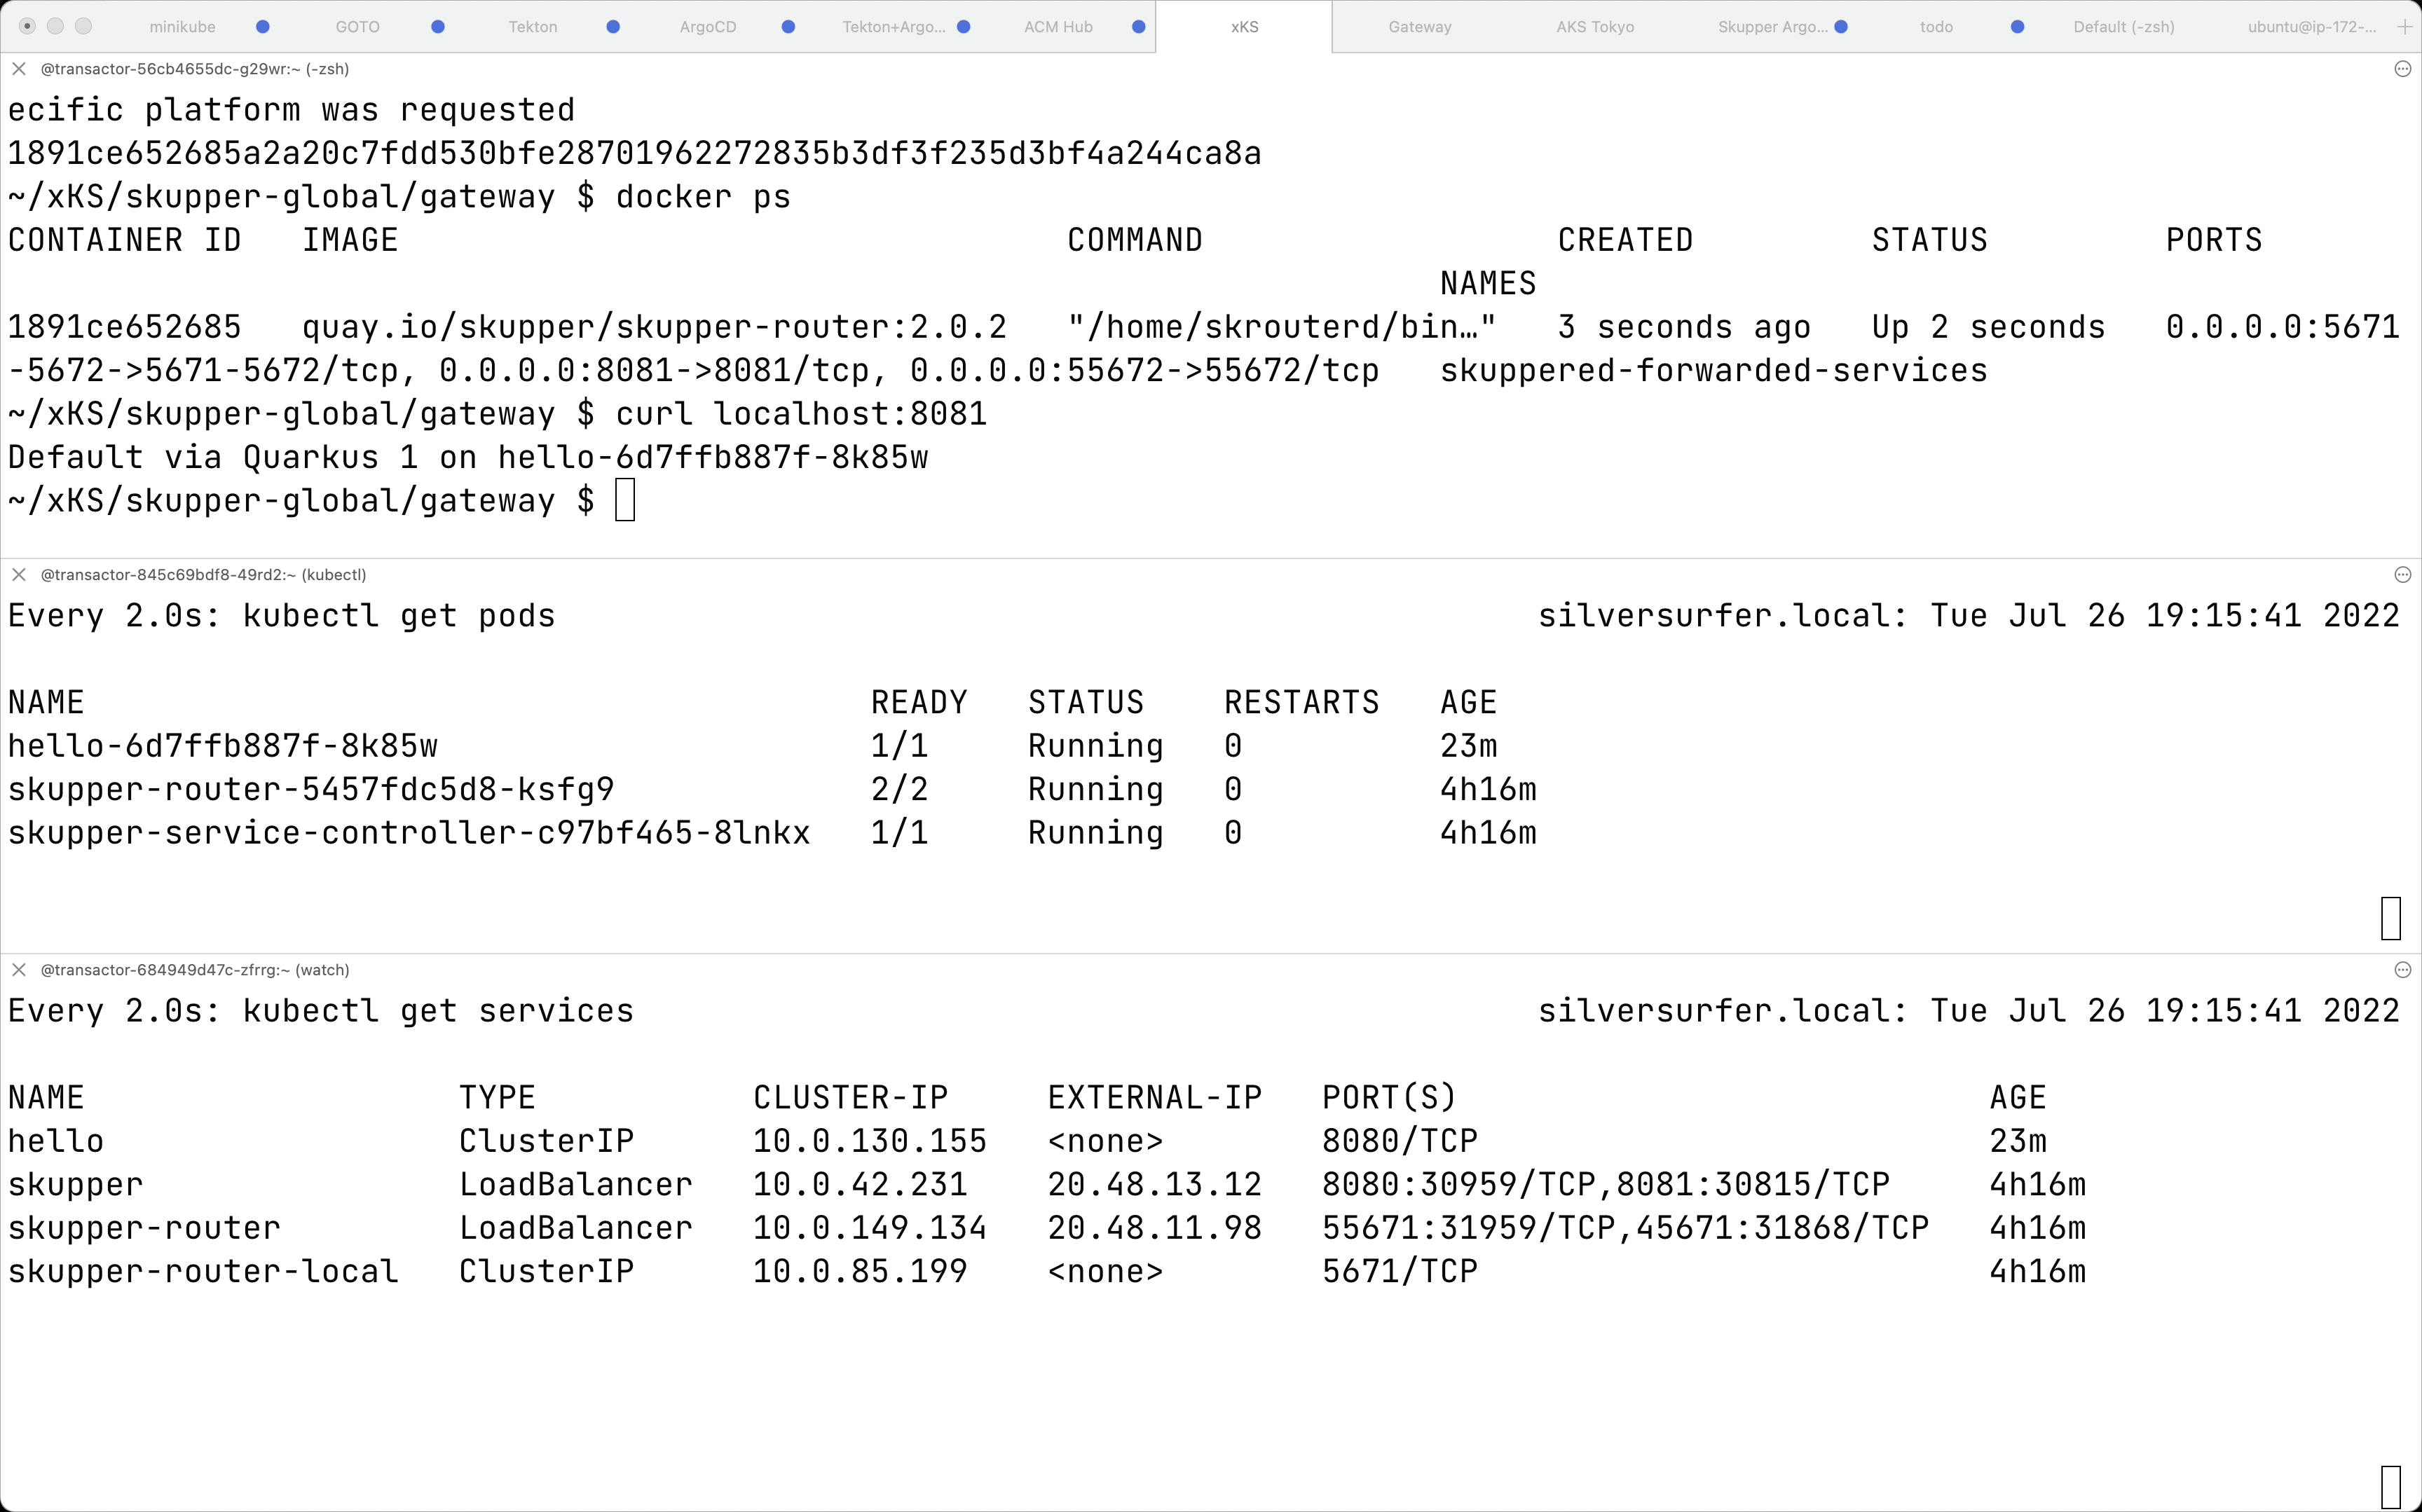 minikube GOTO Tekton ArgoCD Tekton+Argo... ACM Hub xKS Gateway AKS Tokyo Skupper Argo... todo Default (-zsh) ubuntu@ip-172-...
@transactor-56cb4655dc-g29wr:~ (-zsh)
ecific platform was requested
1891ce652685a2a20c7fdd530bfe28701962272835b3df3f235d3bf4a244ca8a
~/xKS/skupper-global/gateway $ docker ps
CONTAINER ID   IMAGE                                  COMMAND                  CREATED         STATUS         PORTS
NAMES
1891ce652685   quay.io/skupper/skupper-router:2.0.2   "/home/skrouterd/bin…"   3 seconds ago   Up 2 seconds   0.0.0.0:5671
-5672->5671-5672/tcp, 0.0.0.0:8081->8081/tcp, 0.0.0.0:55672->55672/tcp   skuppered-forwarded-services
~/xKS/skupper-global/gateway $ curl localhost:8081
Default via Quarkus 1 on hello-6d7ffb887f-8k85w
~/xKS/skupper-global/gateway $
@transactor-845c69bdf8-49rd2:~ (kubectl)
Every 2.0s: kubectl get pods silversurfer.local: Tue Jul 26 19:15:41 2022
NAME                                        READY   STATUS    RESTARTS   AGE
hello-6d7ffb887f-8k85w                      1/1     Running   0          23m
skupper-router-5457fdc5d8-ksfg9             2/2     Running   0          4h16m
skupper-service-controller-c97bf465-8lnkx   1/1     Running   0          4h16m
@transactor-684949d47c-zfrrg:~ (watch)
Every 2.0s: kubectl get services silversurfer.local: Tue Jul 26 19:15:41 2022
NAME                   TYPE           CLUSTER-IP     EXTERNAL-IP   PORT(S)                           AGE
hello                  ClusterIP      10.0.130.155   <none>        8080/TCP                          23m
skupper                LoadBalancer   10.0.42.231    20.48.13.12   8080:30959/TCP,8081:30815/TCP     4h16m
skupper-router         LoadBalancer   10.0.149.134   20.48.11.98   55671:31959/TCP,45671:31868/TCP   4h16m
skupper-router-local   ClusterIP      10.0.85.199    <none>        5671/TCP                          4h16m